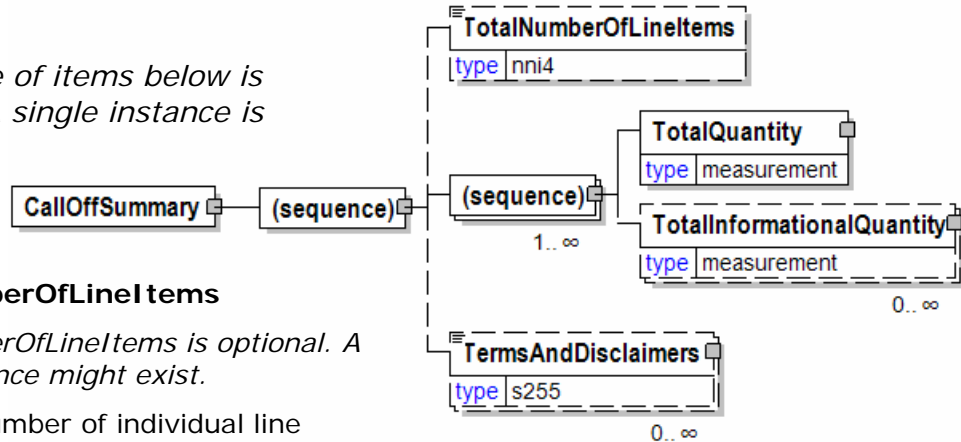 TotalNumberOfLineItems
type nni4
e of items below is
single instance is
TotalQuantity
type measurement
CallOffSummary
(sequence)
(sequence)
1.. ∞
TotalInformationalQuantity
type measurement
0.. ∞
berOfLineItems
erOfLineItems is optional. A
nce might exist.
TermsAndDisclaimers
type s255
umber of individual line
0.. ∞